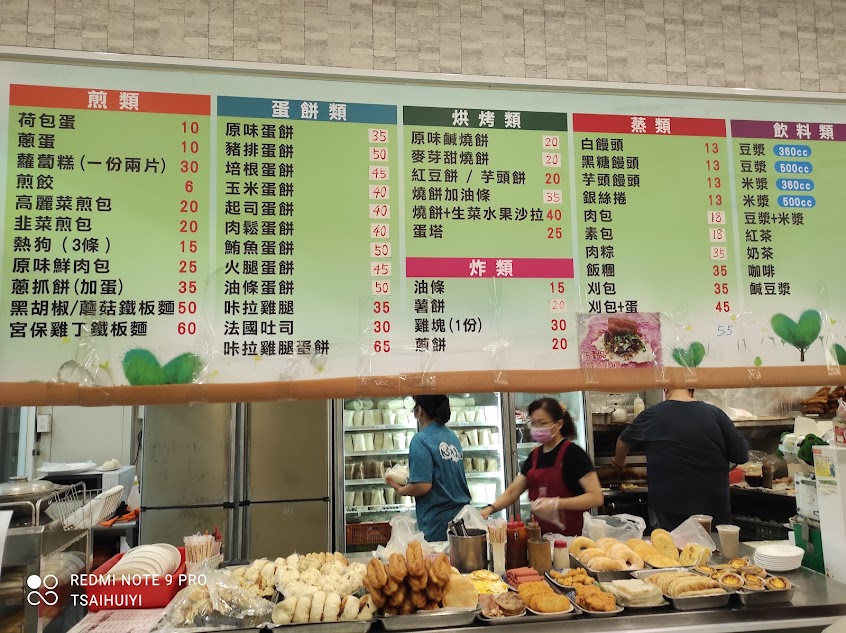 煎類
荷包蛋 10
蔥蛋 10
蘿蔔糕(一份兩片) 30
煎餃 6
高麗菜煎包 20
韭菜煎包 20
熱狗(3條) 15
原味鮮肉包 25
蔥抓餅(加蛋) 35
黑胡椒/蘑菇鐵板麵 50
宮保雞丁鐵板麵 60
蛋餅類
原味蛋餅 35
豬排蛋餅 50
培根蛋餅 45
玉米蛋餅 40
起司蛋餅 40
肉鬆蛋餅 40
鮪魚蛋餅 50
火腿蛋餅 45
油條蛋餅 50
咔拉雞腿 35
法國吐司 30
咔拉雞腿蛋餅 65
烘烤類
原味鹹燒餅 20
麥芽甜燒餅 20
紅豆餅 / 芋頭餅 20
燒餅加油條 35
燒餅+生菜水果沙拉 40
蛋塔 25
炸類
油條 15
薯餅 20
雞塊(1份) 30
蔥餅 20
蒸類
白饅頭 13
黑糖饅頭 13
芋頭饅頭 13
銀絲捲 13
肉包 18
素包 18
肉粽 35
飯糰 35
刈包 35
刈包+蛋 45
飲料類
豆漿 360cc
豆漿 500cc
米漿 360cc
米漿 500cc
豆漿+米漿
紅茶
奶茶
咖啡
鹹豆漿
55
REDMI NOTE 9 PRO
TSAIHUIYI